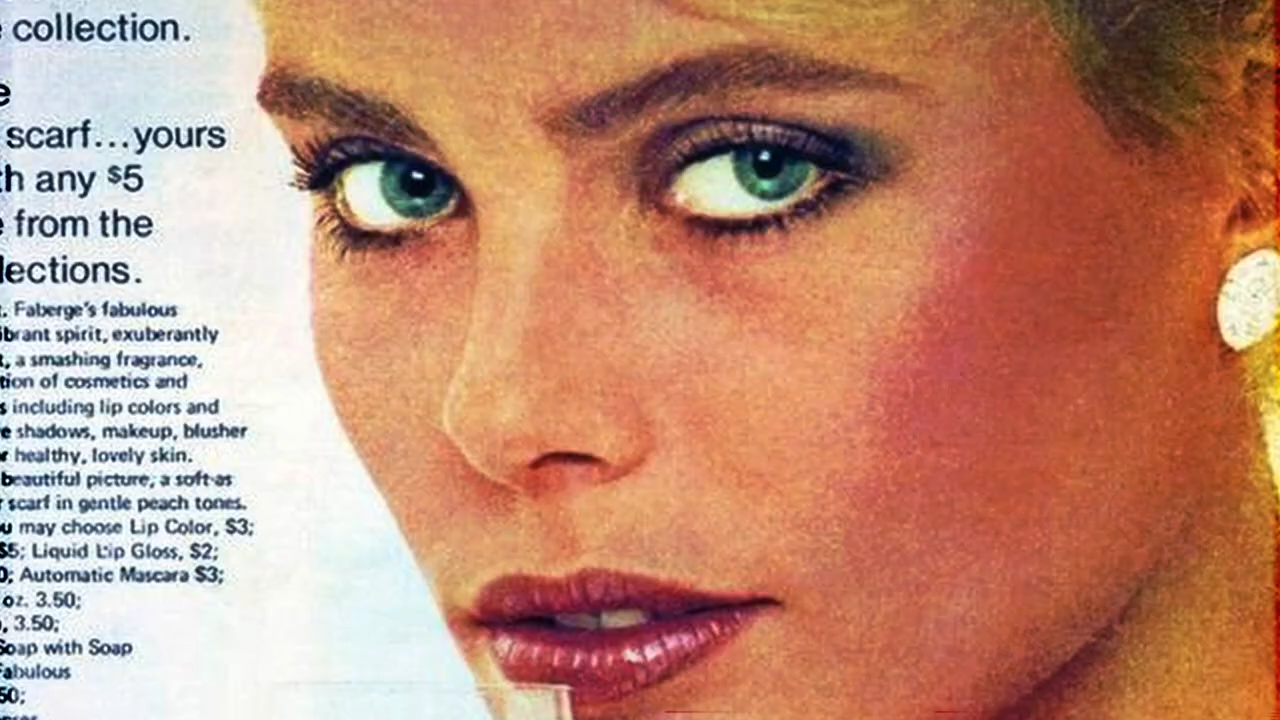 collection.
scarf...yours
any $5
from the
lections.
Faberge's fabulous
brant spirit, exuberantly
, a smashing fragrance,
tion of cosmetics and
s including lip colors and
e shadows, makeup, blusher
r healthy, lovely skin.
beautiful picture, a soft-as
scarf in gentle peach tones.
u may choose Lip Color, $3;
$5; Liquid Lip Gloss, $2;
0; Automatic Mascara $3;
oz. 3.50;
, 3.50;
Soap with Soap
Fabulous
50;